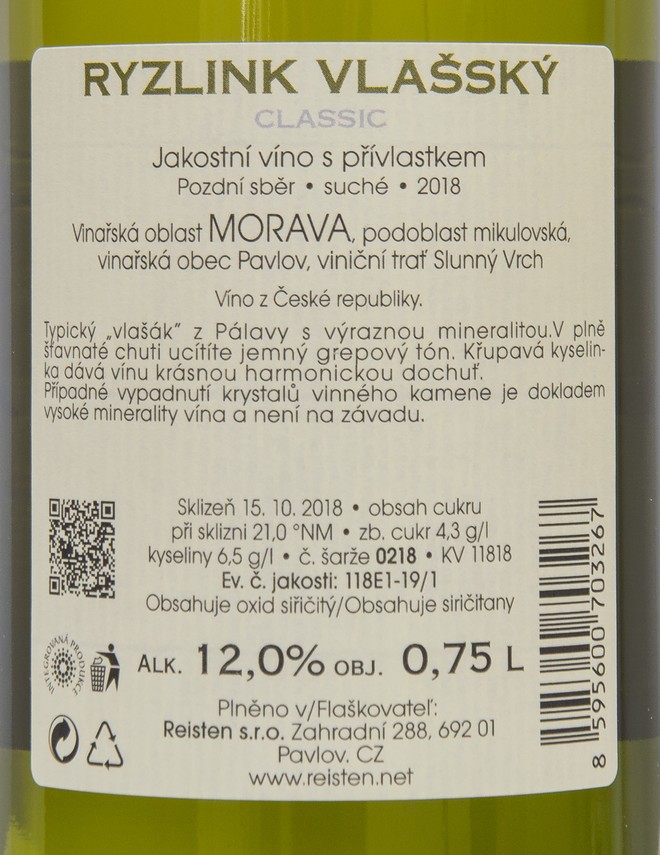 RYZLINK VLAŠSKÝ
CLASSIC
Jakostní víno s přívlastkem
Pozdní sběr • suché • 2018
Vinařská oblast MORAVA, podoblast mikulovská,
vinařská obec Pavlov, viniční trať Slunný Vrch
Víno z České republiky.
Typický „vlašák” z Pálavy s výraznou mineralitou.V plně
šťavnaté chuti ucítíte jemný grepový tón. Křupavá kyselin-
ka dává vínu krásnou harmonickou dochuť.
Případné vypadnutí krystalů vinného kamene je dokladem
vysoké minerality vína a není na závadu.
Sklizeň 15. 10. 2018 • obsah cukru
při sklizni 21,0 °NM • zb. cukr 4,3 g/l
kyseliny 6,5 g/l • č. šarže 0218 • KV 11818
Ev. č. jakosti: 118E1-19/1
Obsahuje oxid siřičitý/Obsahuje siričitany
INTEGROVANÁ PRODUKCE
ALK. 12,0% OBJ. 0,75 L
Plněno v/Flaškovateľ:
Reisten s.r.o. Zahradní 288, 692 01
Pavlov. CZ
www.reisten.net
8 595600 703267